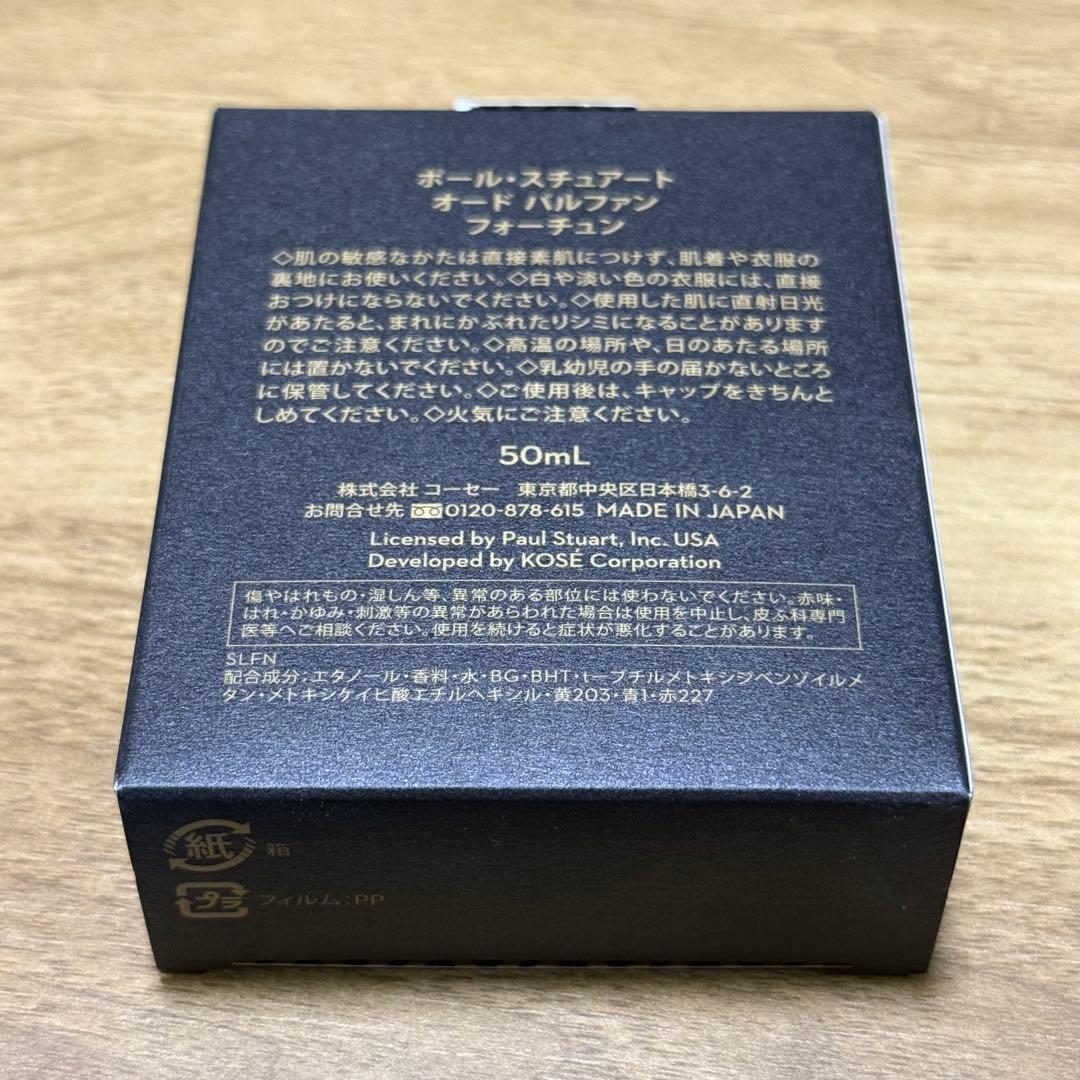 ポール・スチュアート
オード パルファン
フォーチュン
◇肌の敏感なかたは直接素肌につけず、肌着や衣服の
裏地にお使いください。◇白や淡い色の衣服には、直接
おつけにならないでください。◇使用した肌に直射日光
があたると、まれにかぶれたりシミになることがあります
のでご注意ください。◇高温の場所や、日のあたる場所
には置かないでください。◇乳幼児の手の届かないところ
に保管してください。◇ご使用後は、キャップをきちんと
しめてください。◇火気にご注意ください。
50mL
株式会社 コーセー 東京都中央区日本橋3-6-2
お問合せ先 0120-878-615 MADE IN JAPAN
Licensed by Paul Stuart, Inc. USA
Developed by KOSÉ Corporation
傷やはれもの・湿しん等、異常のある部位には使わないでください。赤味・
はれ・かゆみ・刺激等の異常があらわれた場合は使用を中止し、皮ふ科専門
医等へご相談ください。使用を続けると症状が悪化することがあります。
SLFN
配合成分:エタノール・香料・水・BG・BHT・t-ブチルメトキシジベンゾイルメ
タン・メトキシケイヒ酸エチルヘキシル・黄203・青1・赤227
紙 箱
プラ フィルム:PP